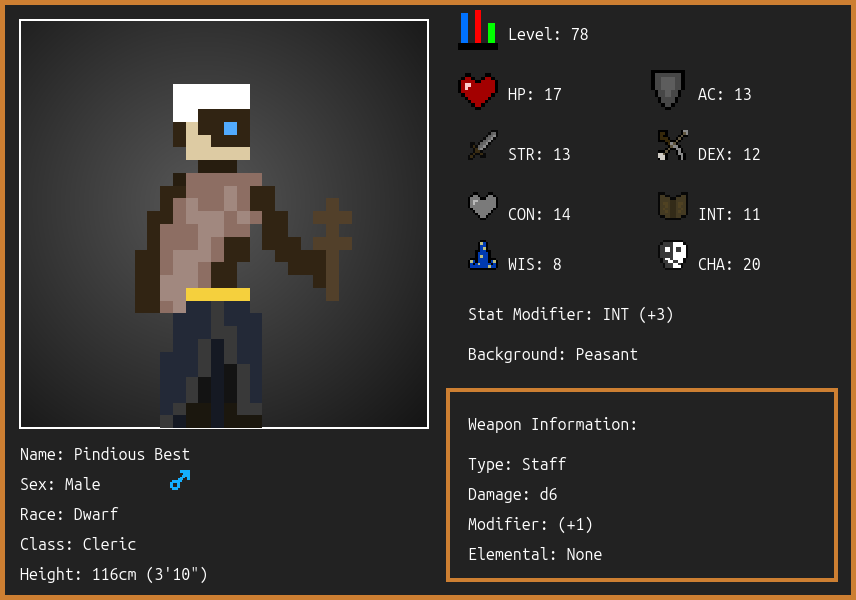 Level: 78
HP: 17
AC: 13
STR: 13
DEX: 12
CON: 14
INT: 11
WIS: 8
CHA: 20
Stat Modifier: INT (+3)
Background: Peasant
Weapon Information:
Type: Staff
Damage: d6
Modifier: (+1)
Elemental: None
Name: Pindious Best
Sex: Male
Race: Dwarf
Class: Cleric
Height: 116cm (3'10")